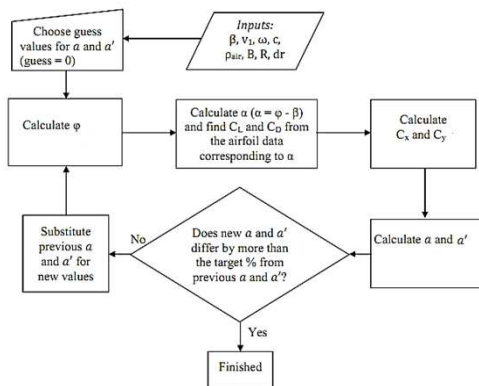 Inputs:
β, v₁, ω, c,
ρair, B, R, dr
Choose guess
values for a and a′
(guess = 0)
Calculate φ
Calculate α (α = φ - β)
and find CL and CD from
the airfoil data
corresponding to α
Calculate
Cx and Cy
Calculate a and a′
Does new a and a′
differ by more than
the target % from
previous a and a′?
No
Substitute
previous a
and a′ for
new values
Yes
Finished